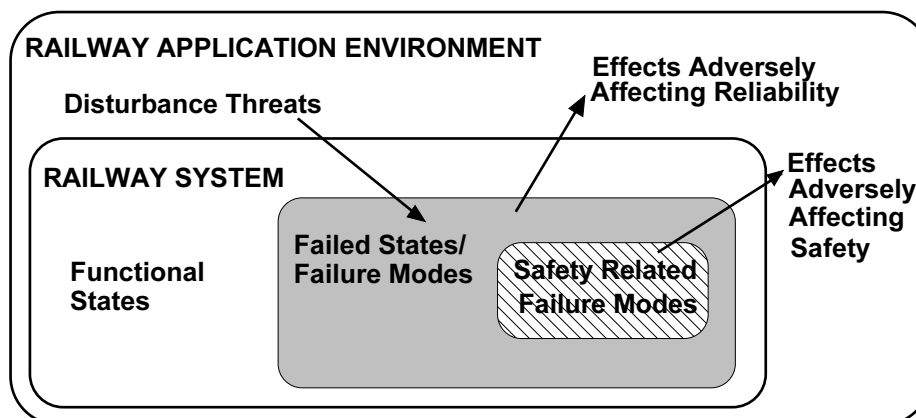 RAILWAY APPLICATION ENVIRONMENT
Effects Adversely
Affecting Reliability
Disturbance Threats
RAILWAY SYSTEM
Effects
Adversely
Affecting
Safety
Failed States/
Failure Modes
Functional
States
Safety Related
Failure Modes